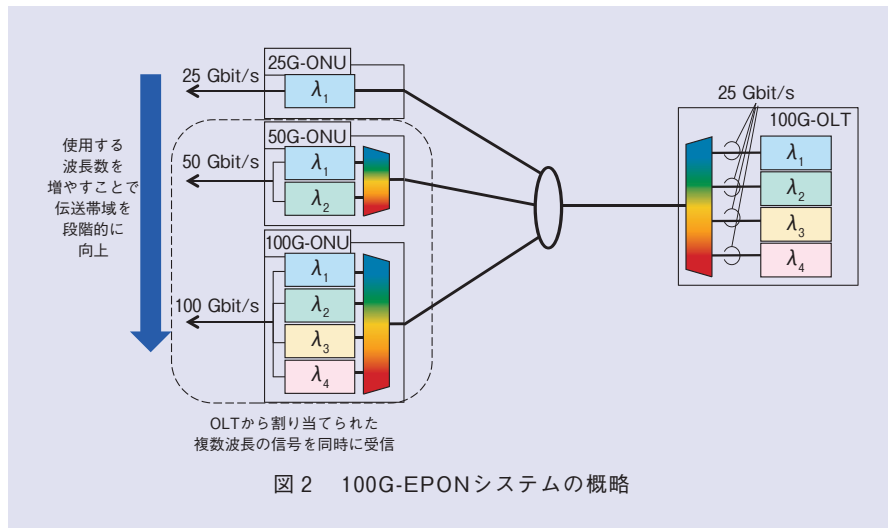 25G-ONU
25 Gbit/s
λ1
使用する
波長数を
増やすことで
伝送帯域を
段階的に
向上
50G-ONU
50 Gbit/s
λ1
λ2
100G-ONU
100 Gbit/s
λ1
λ2
λ3
λ4
OLTから割り当てられた
複数波長の信号を同時に受信
25 Gbit/s
100G-OLT
λ1
λ2
λ3
λ4
図2 100G-EPONシステムの概略